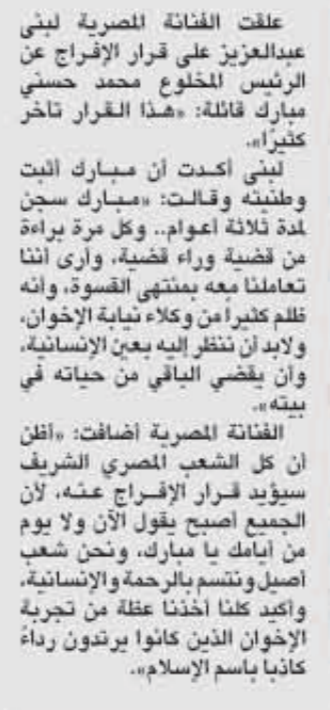 علقت الفنانة المصرية لبنى
عبدالعزيز على قرار الإفراج عن
الرئيس المخلوع محمد حسني
مبارك قائلة: «هذا القرار تأخر
كثيرًا».
لبنى أكدت أن مبارك أثبت
وطنيته وقالت: «مبارك سجن
لمدة ثلاثة أعوام.. وكل مرة براءة
من قضية وراء قضية، وأرى أننا
تعاملنا معه بمنتهى القسوة، وأنه
ظلم كثيراً من وكلاء نيابة الإخوان،
ولابد أن ننظر إليه بعين الإنسانية،
وأن يقضي الباقي من حياته في
بيته».
الفنانة المصرية أضافت: «أظن
أن كل الشعب المصري الشريف
سيؤيد قرار الإفراج عنه، لأن
الجميع أصبح يقول الآن ولا يوم
من أيامك يا مبارك، ونحن شعب
أصيل ونتسم بالرحمة والإنسانية،
وأكيد كلنا أخذنا عظة من تجربة
الإخوان الذين كانوا يرتدون رداءً
كاذبا باسم الإسلام».